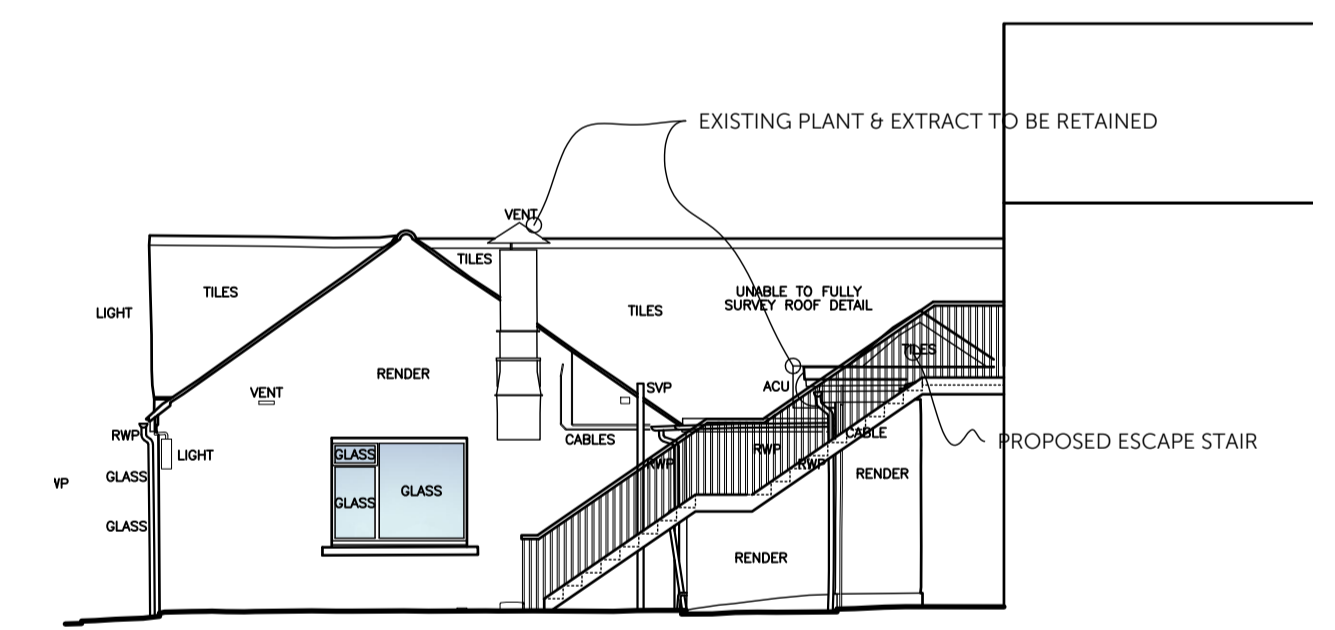 EXISTING PLANT & EXTRACT TO BE RETAINED
VENT
TILES
TILES
UNABLE TO FULLY
SURVEY ROOF DETAIL
TILES
LIGHT
TILES
RENDER
ACU
SVP
VENT
RWP
CABLES
CABLE
PROPOSED ESCAPE STAIR
LIGHT
GLASS
RWP
RWP
RWP
RENDER
GLASS
WP
GLASS
GLASS
GLASS
RENDER